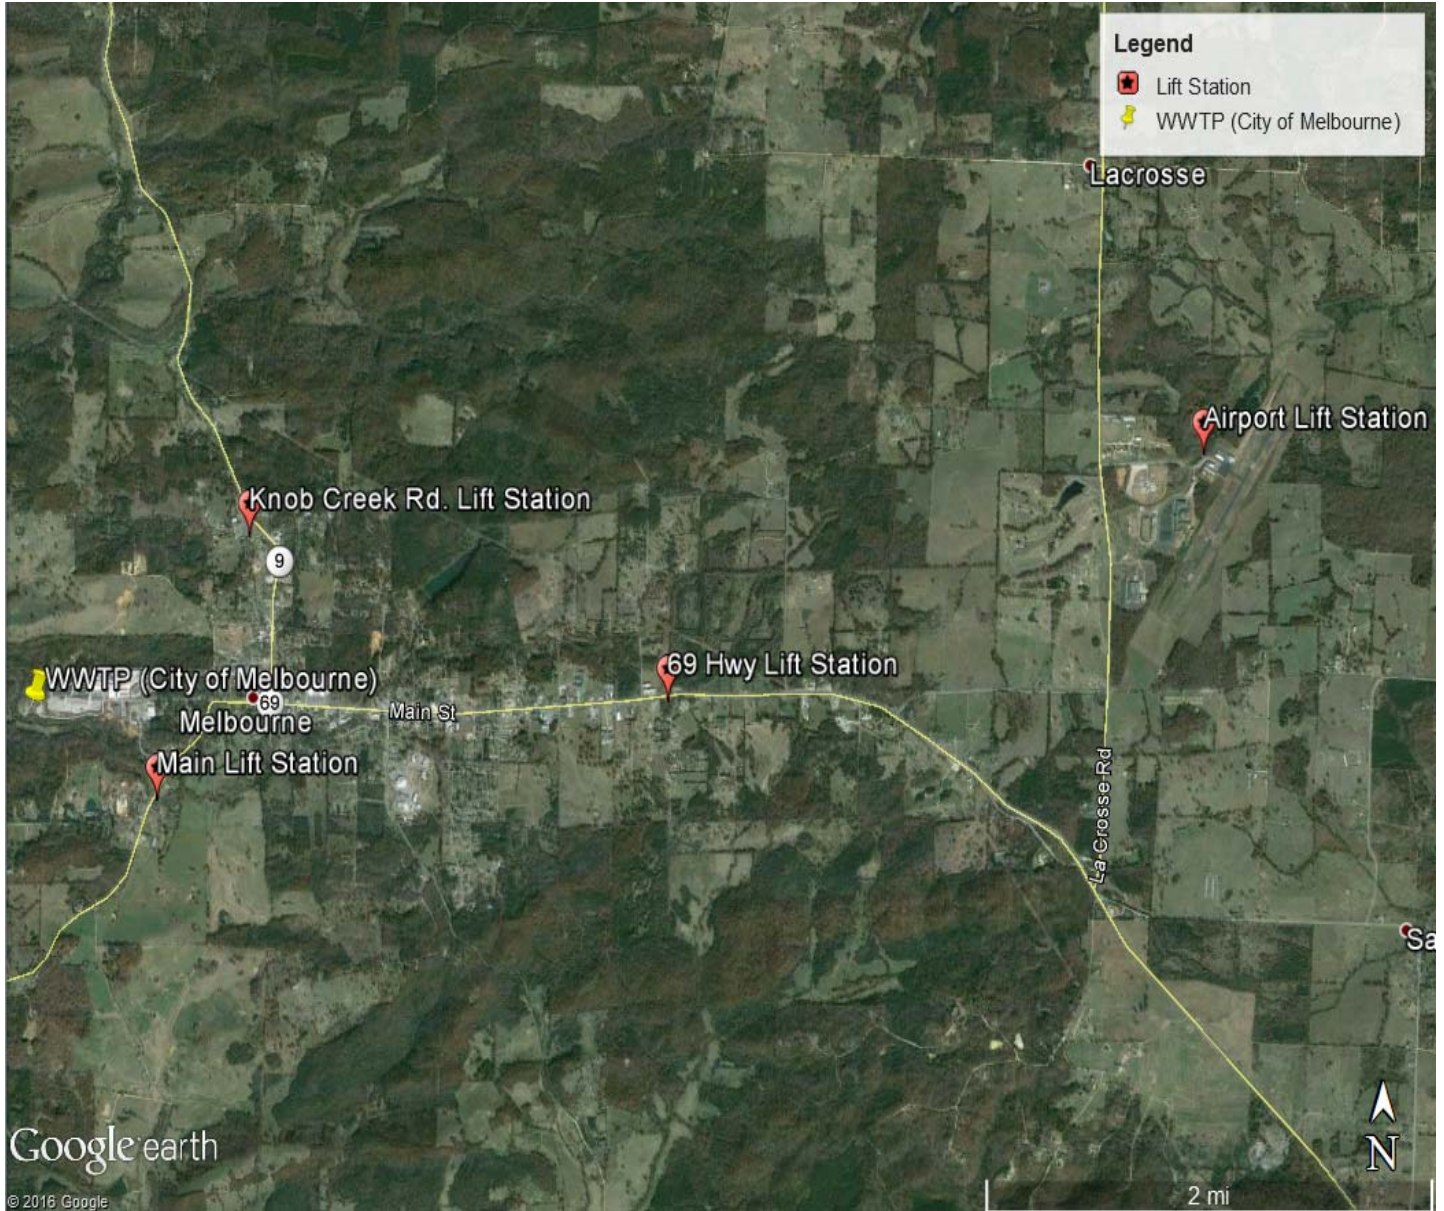 Legend
Lift Station
WWTP (City of Melbourne)
Lacrosse
Airport Lift Station
Knob Creek Rd. Lift Station
9
69 Hwy Lift Station
WWTP (City of Melbourne)
69
Melbourne
Main St
Main Lift Station
La Crosse Rd
Sa
Google earth
N
© 2016 Google
2 mi